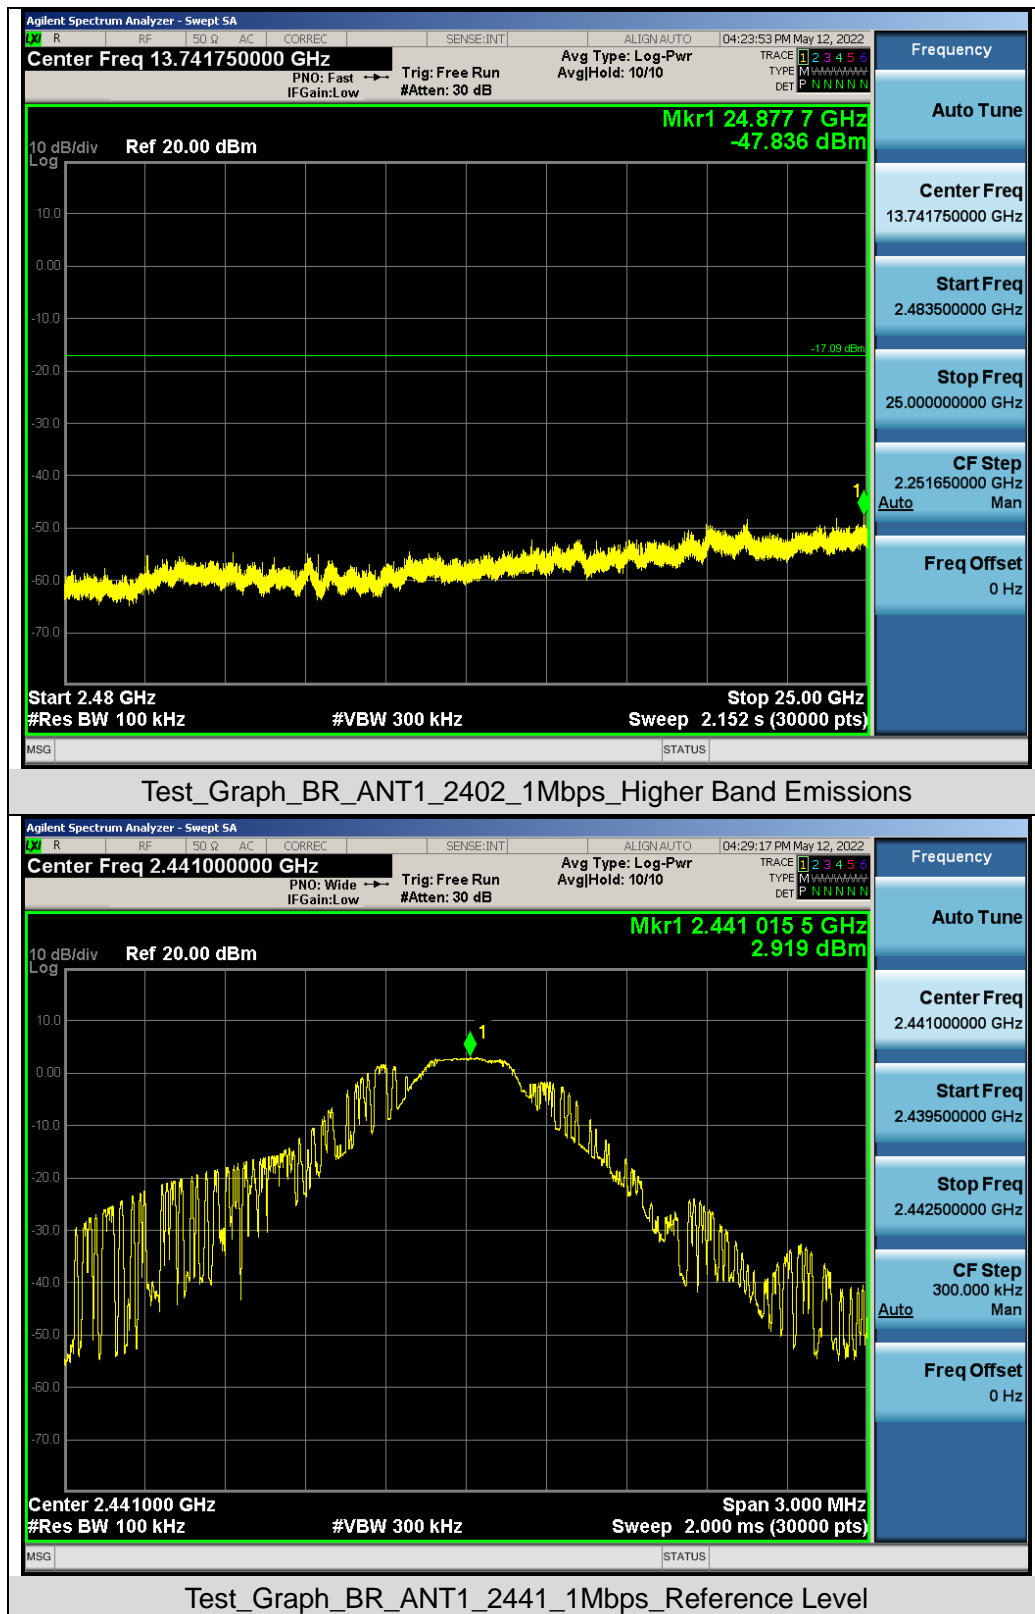 Agilent Spectrum Analyzer - Swept SA
LXI R RF 50 Ω AC CORREC SENSE:INT ALIGN AUTO 04:23:53 PM May 12, 2022
Center Freq 13.741750000 GHz
PNO: Fast
IFGain:Low
Trig: Free Run
#Atten: 30 dB
Avg Type: Log-Pwr
Avg|Hold: 10/10
TRACE 1 2 3 4 5 6
TYPE M
DET P N N N N N
Mkr1 24.877 7 GHz
-47.836 dBm
10 dB/div Ref 20.00 dBm
Log
10.0
0.00
-10.0
-17.09 dBm
-20.0
-30.0
-40.0
1
-50.0
-60.0
-70.0
Start 2.48 GHz Stop 25.00 GHz
#Res BW 100 kHz #VBW 300 kHz Sweep 2.152 s (30000 pts)
MSG STATUS
Frequency
Auto Tune
Center Freq
13.741750000 GHz
Start Freq
2.483500000 GHz
Stop Freq
25.000000000 GHz
CF Step
2.251650000 GHz
Auto Man
Freq Offset
0 Hz
Test_Graph_BR_ANT1_2402_1Mbps_Higher Band Emissions
Agilent Spectrum Analyzer - Swept SA
LXI R RF 50 Ω AC CORREC SENSE:INT ALIGN AUTO 04:29:17 PM May 12, 2022
Center Freq 2.441000000 GHz
PNO: Wide
IFGain:Low
Trig: Free Run
#Atten: 30 dB
Avg Type: Log-Pwr
Avg|Hold: 10/10
TRACE 1 2 3 4 5 6
TYPE M
DET P N N N N N
Mkr1 2.441 015 5 GHz
2.919 dBm
10 dB/div Ref 20.00 dBm
Log
10.0
1
0.00
-10.0
-20.0
-30.0
-40.0
-50.0
-60.0
-70.0
Center 2.441000 GHz Span 3.000 MHz
#Res BW 100 kHz #VBW 300 kHz Sweep 2.000 ms (30000 pts)
MSG STATUS
Frequency
Auto Tune
Center Freq
2.441000000 GHz
Start Freq
2.439500000 GHz
Stop Freq
2.442500000 GHz
CF Step
300.000 kHz
Auto Man
Freq Offset
0 Hz
Test_Graph_BR_ANT1_2441_1Mbps_Reference Level